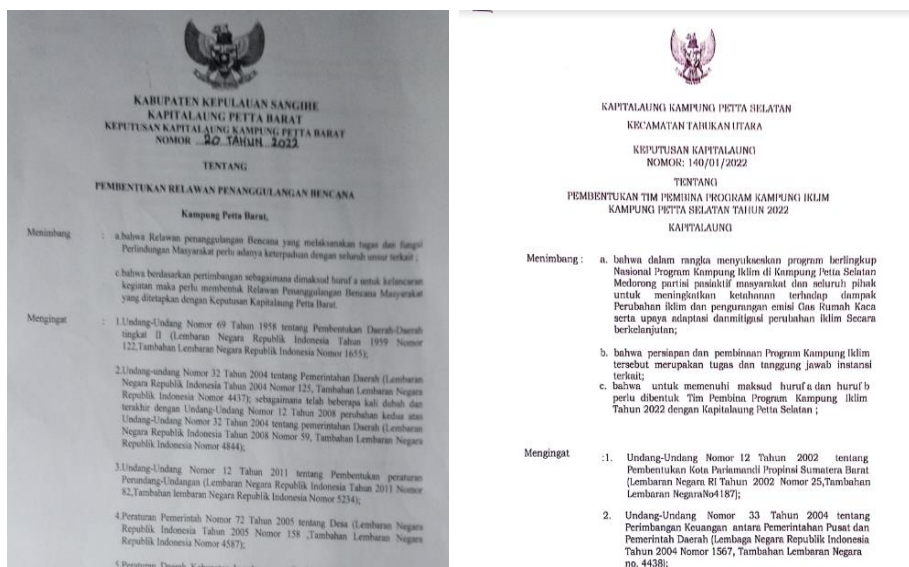 KABUPATEN KEPULAUAN SANGIHE
KAPITALAUNG PETTA BARAT
KEPUTUSAN KAPITALAUNG KAMPUNG PETTA BARAT
NOMOR 20 TAHUN 2022
TENTANG
PEMBENTUKAN RELAWAN PENANGGULANGAN BENCANA
Kampung Petta Barat,
Menimbang : a.bahwa Relawan penanggulangan Bencana yang melaksanakan tugas dan fungsi
Perlindungan Masyarakat perlu adanya keterpaduan dengan seluruh unsur terkait ;
c.bahwa berdasarkan pertimbangan sebagaimana dimaksud huruf a untuk kelancaran
kegiatan maka perlu membentuk Relawan Penanggulangan Bencana Masyarakat
yang ditetapkan dengan Keputusan Kapitalaung Petta Barat.
Mengingat : 1.Undang-Undang Nomor 69 Tahun 1958 tentang Pembentukan Daerah-Daerah
tingkat II (Lembaran Negara Republik Indonesia Tahun 1959 Nomor
122,Tambahan Lembaran Negara Republik Indonesia Nomor 1655);
2.Undang-undang Nomor 32 Tahun 2004 tentang Pemerintahan Daerah (Lembaran
Negara Republik Indonesia Tahun 2004 Nomor 125, Tambahan Lembaran Negara
Republik Indonesia Nomor 4437); sebagaimana telah beberapa kali diubah dan
terakhir dengan Undang-Undang Nomor 12 Tahun 2008 perubahan kedua atas
Undang-Undang Nomor 32 Tahun 2004 tentang pemerintahan Daerah (Lembaran
Negara Republik Indonesia Tahun 2008 Nomor 59, Tambahan Lembaran Negara
Republik Indonesia Nomor 4844);
3.Undang-Undang Nomor 12 Tahun 2011 tentang Pembentukan peraturan
Perundang-Undangan (Lembaran Negara Republik Indonesia Tahun 2011 Nomor
82,Tambahan lembaran Negara Republik Indonesia Nomor 5234);
4.Peraturan Pemerintah Nomor 72 Tahun 2005 tentang Desa (Lembaran Negara
Republik Indonesia Tahun 2005 Nomor 158 ,Tambahan Lembaran Negara
Republik Indonesia Nomor 4587);
5.Peraturan Daerah Kabupaten
KAPITALAUNG KAMPUNG PETTA SELATAN
KECAMATAN TABUKAN UTARA
KEPUTUSAN KAPITALAUNG
NOMOR: 140/01/2022
TENTANG
PEMBENTUKAN TIM PEMBINA PROGRAM KAMPUNG IKLIM
KAMPUNG PETTA SELATAN TAHUN 2022
KAPITALAUNG
Menimbang : a. bahwa dalam rangka menyukseskan program berlingkup
Nasional Program Kampung Iklim di Kampung Petta Selatan
Medorong partisi pasiaktif masyarakat dan seluruh pihak
untuk meningkatkan ketahanan terhadap dampak
Perubahan iklim dan pengurangan emisi Gas Rumah Kaca
serta upaya adaptasi danmitigasi perubahan iklim Secara
berkelanjutan;
b. bahwa persiapan dan pembinaan Program Kampung Iklim
tersebut merupakan tugas dan tanggung jawab instansi
terkait;
c. bahwa untuk memenuhi maksud huruf a dan huruf b
perlu dibentuk Tim Pembina Program Kampung Iklim
Tahun 2022 dengan Kapitalaung Petta Selatan ;
Mengingat :1. Undang-Undang Nomor 12 Tahun 2002 tentang
Pembentukan Kota Pariamandi Propinsi Sumatera Barat
(Lembaran Negara RI Tahun 2002 Nomor 25,Tambahan
Lembaran NegaraNo4187);
2. Undang-Undang Nomor 33 Tahun 2004 tentang
Perimbangan Keuangan antara Pemerintahan Pusat dan
Pemerintah Daerah (Lembaga Negara Republik Indonesia
Tahun 2004 Nomor 1567, Tambahan Lembaran Negara
no. 4438);